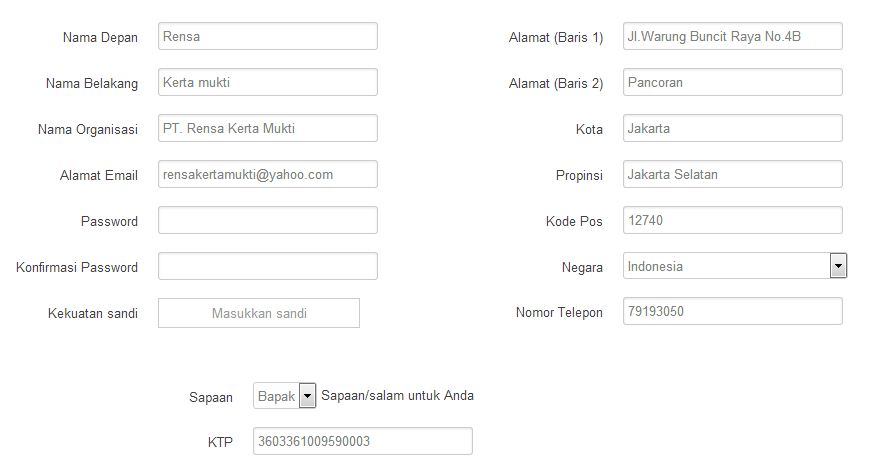 Nama Depan Rensa
Nama Belakang Kerta mukti
Nama Organisasi PT. Rensa Kerta Mukti
Alamat Email rensakertamukti@yahoo.com
Password
Konfirmasi Password
Kekuatan sandi Masukkan sandi
Alamat (Baris 1) Jl.Warung Buncit Raya No.4B
Alamat (Baris 2) Pancoran
Kota Jakarta
Propinsi Jakarta Selatan
Kode Pos 12740
Negara Indonesia
Nomor Telepon 79193050
Sapaan Bapak Sapaan/salam untuk Anda
KTP 3603361009590003